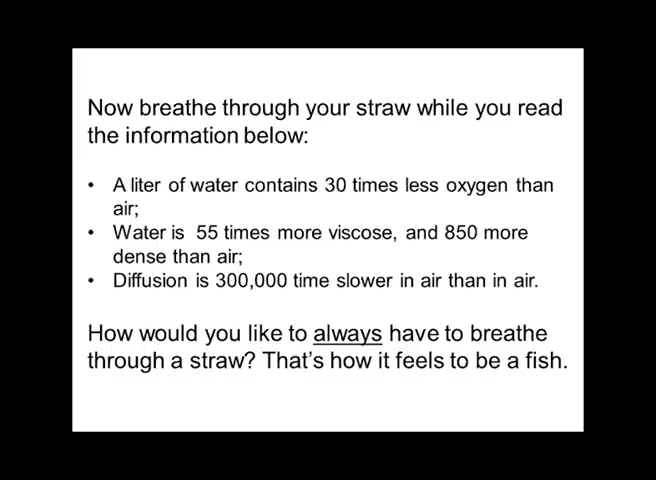 Now breathe through your straw while you read
the information below:
• A liter of water contains 30 times less oxygen than
air;
• Water is 55 times more viscose, and 850 more
dense than air;
• Diffusion is 300,000 time slower in air than in air.
How would you like to always have to breathe
through a straw? That's how it feels to be a fish.